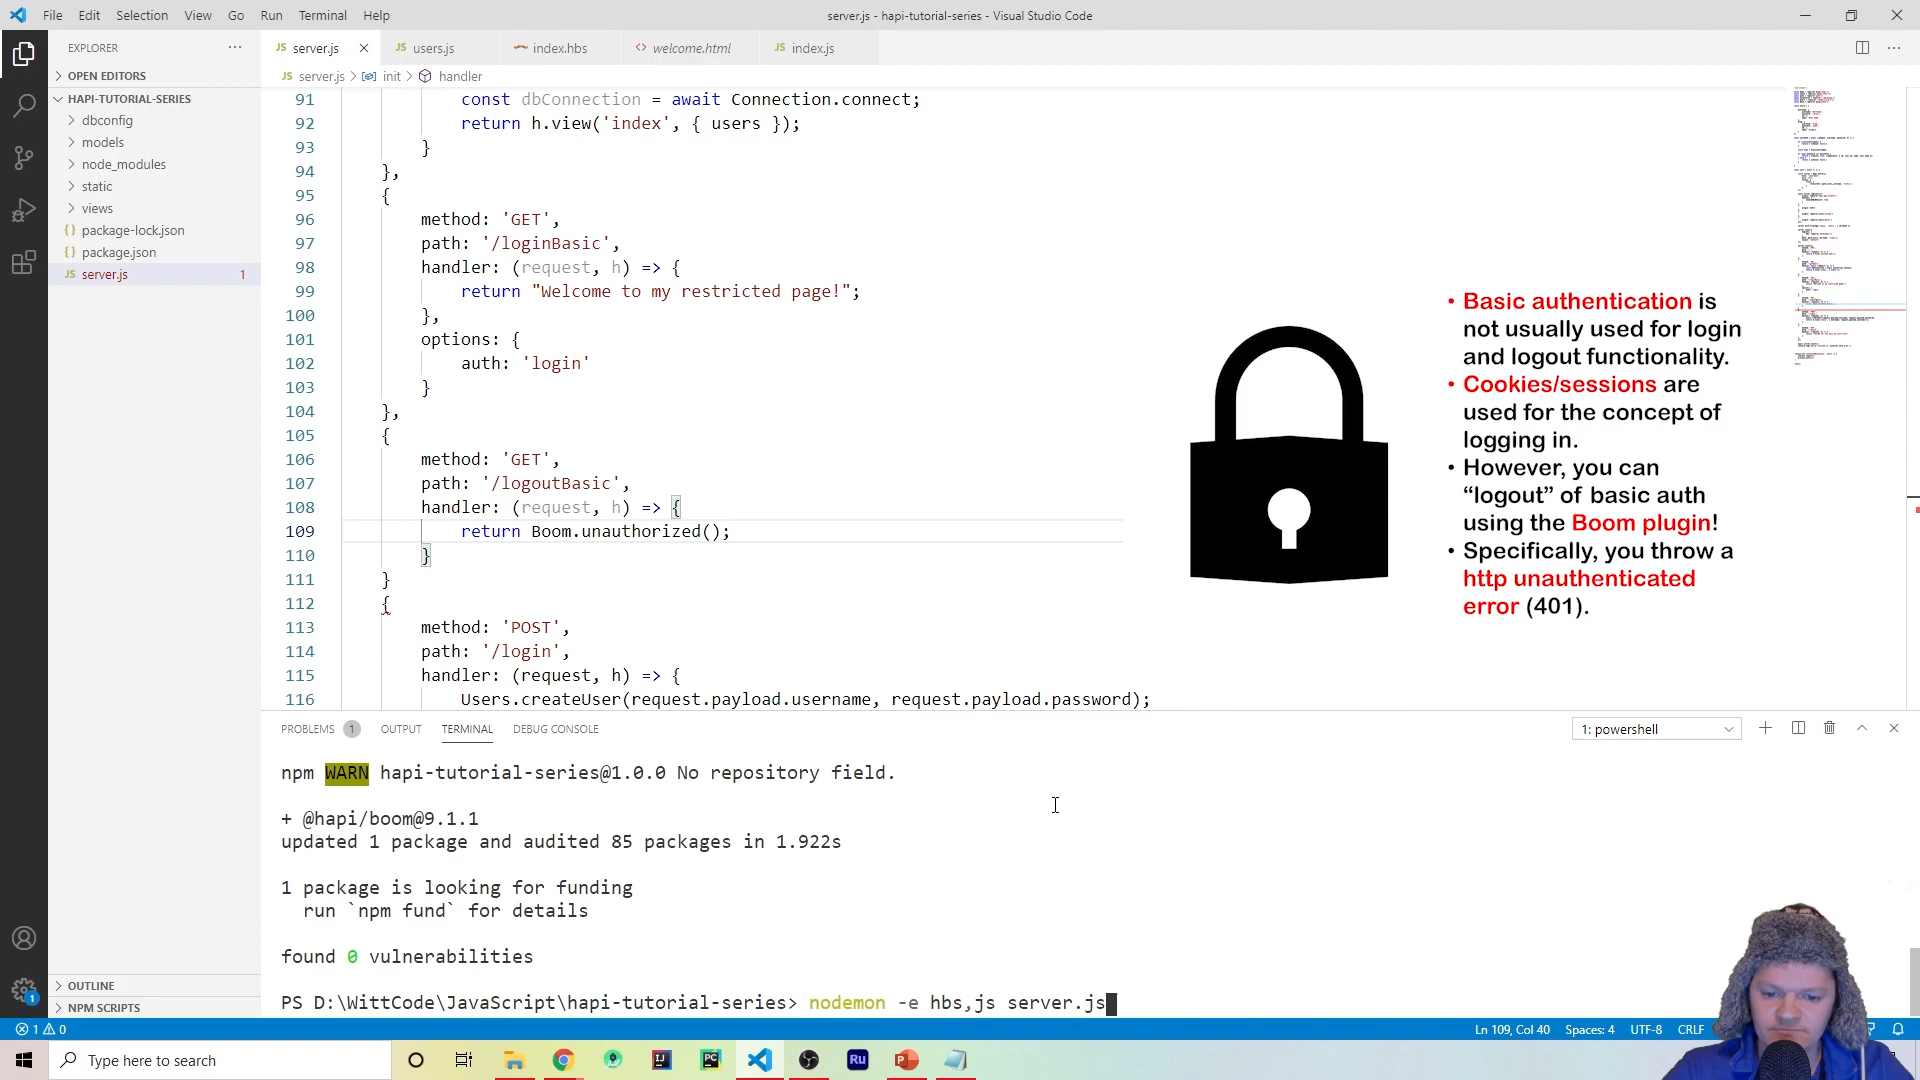 File Edit Selection View Go Run Terminal Help
server.js - hapi-tutorial-series - Visual Studio Code
EXPLORER ···
OPEN EDITORS
HAPI-TUTORIAL-SERIES
dbconfig
models
node_modules
static
views
{} package-lock.json
{} package.json
JS server.js 1
OUTLINE
NPM SCRIPTS
JS server.js
JS users.js
index.hbs
<> welcome.html
JS index.js
JS server.js > init > handler
91 const dbConnection = await Connection.connect;
92 return h.view('index', { users });
93 }
94 },
95 {
96 method: 'GET',
97 path: '/loginBasic',
98 handler: (request, h) => {
99 return "Welcome to my restricted page!";
100 },
101 options: {
102 auth: 'login'
103 }
104 },
105 {
106 method: 'GET',
107 path: '/logoutBasic',
108 handler: (request, h) => {
109 return Boom.unauthorized();
110 }
111 }
112 {
113 method: 'POST',
114 path: '/login',
115 handler: (request, h) => {
116 Users.createUser(request.payload.username, request.payload.password);
• Basic authentication is
not usually used for login
and logout functionality.
• Cookies/sessions are
used for the concept of
logging in.
• However, you can
“logout” of basic auth
using the Boom plugin!
• Specifically, you throw a
http unauthenticated
error (401).
PROBLEMS 1 OUTPUT TERMINAL DEBUG CONSOLE
1: powershell
npm WARN hapi-tutorial-series@1.0.0 No repository field.
+ @hapi/boom@9.1.1
updated 1 package and audited 85 packages in 1.922s
1 package is looking for funding
run `npm fund` for details
found 0 vulnerabilities
PS D:\WittCode\JavaScript\hapi-tutorial-series> nodemon -e hbs,js server.js
1
1 0
Ln 109, Col 40 Spaces: 4 UTF-8 CRLF
Type here to search
IJ
PC
Ru
P